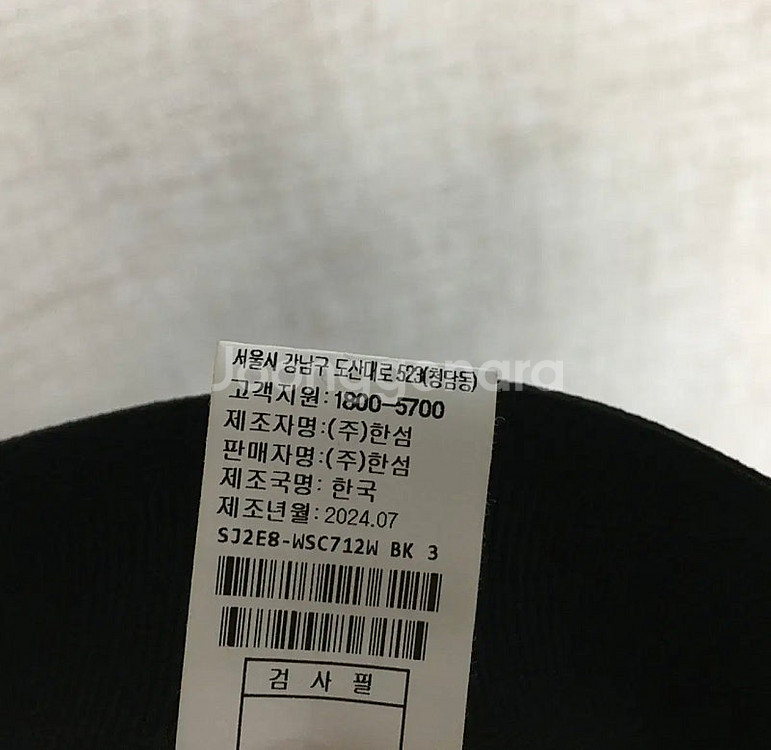 서울시 강남구 도산대로 523(청담동)
Joonggonara
고객지원: 1800-5700
제조자명:(주)한섬
판매자명:(주)한섬
제조국명: 한국
제조년월: 2024.07
SJ2E8-WSC712W BK 3
검 사 필